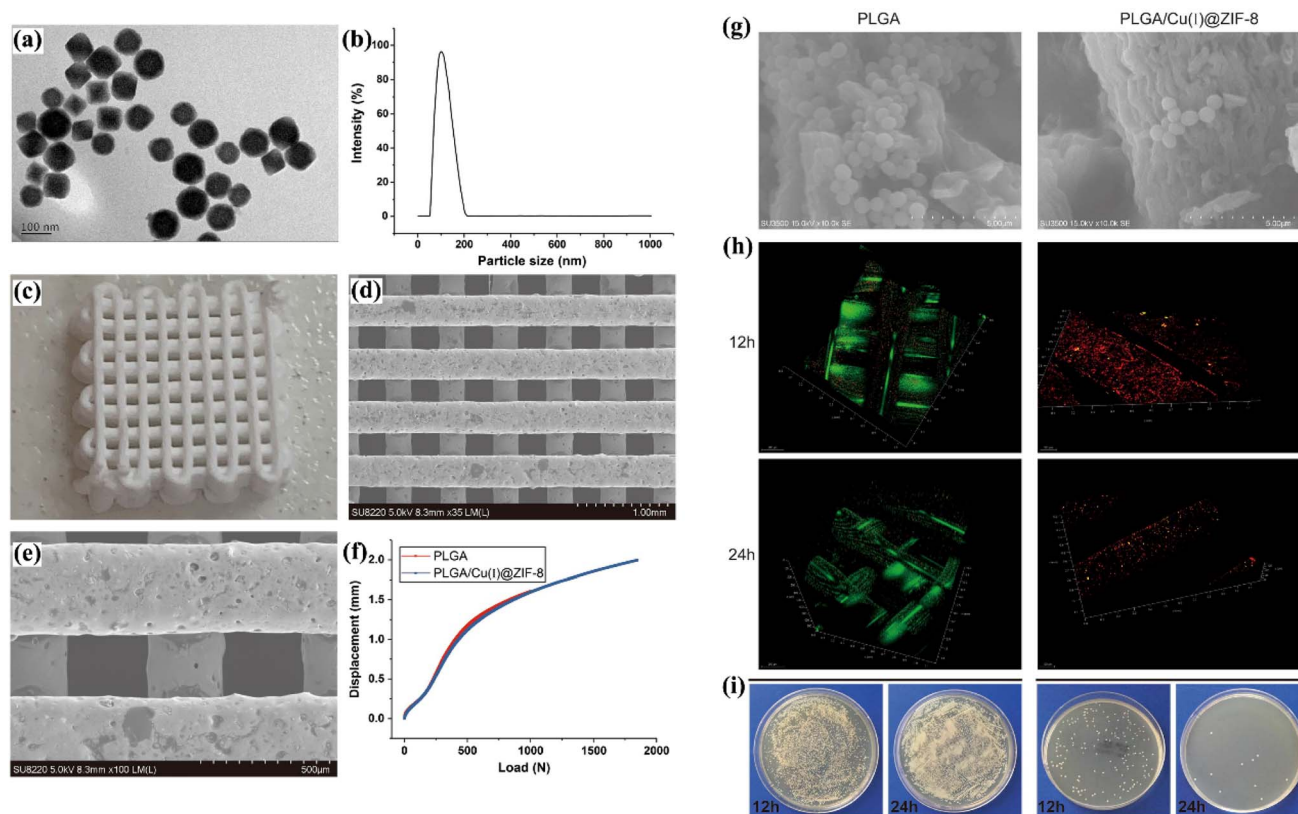 (a)
100 nm
(b)
100
80
60
40
20
0
0 200 400 600 800 1000
Intensity (%)
Particle size (nm)
(c)
(d)
SU8220 5.0kV 8.3mm x35 LM(L) 1.00mm
(e)
SU8220 5.0kV 8.3mm x100 LM(L) 500μm
(f)
PLGA
PLGA/Cu(I)@ZIF-8
2.0
1.5
1.0
0.5
0.0
0 500 1000 1500 2000
Displacement (mm)
Load (N)
(g)
PLGA PLGA/Cu(I)@ZIF-8
SU3500 15.0kV x10.0k SE 5.00μm
SU3500 15.0kV x10.0k SE 5.00μm
(h)
12h
24h
(i)
12h 24h 12h 24h